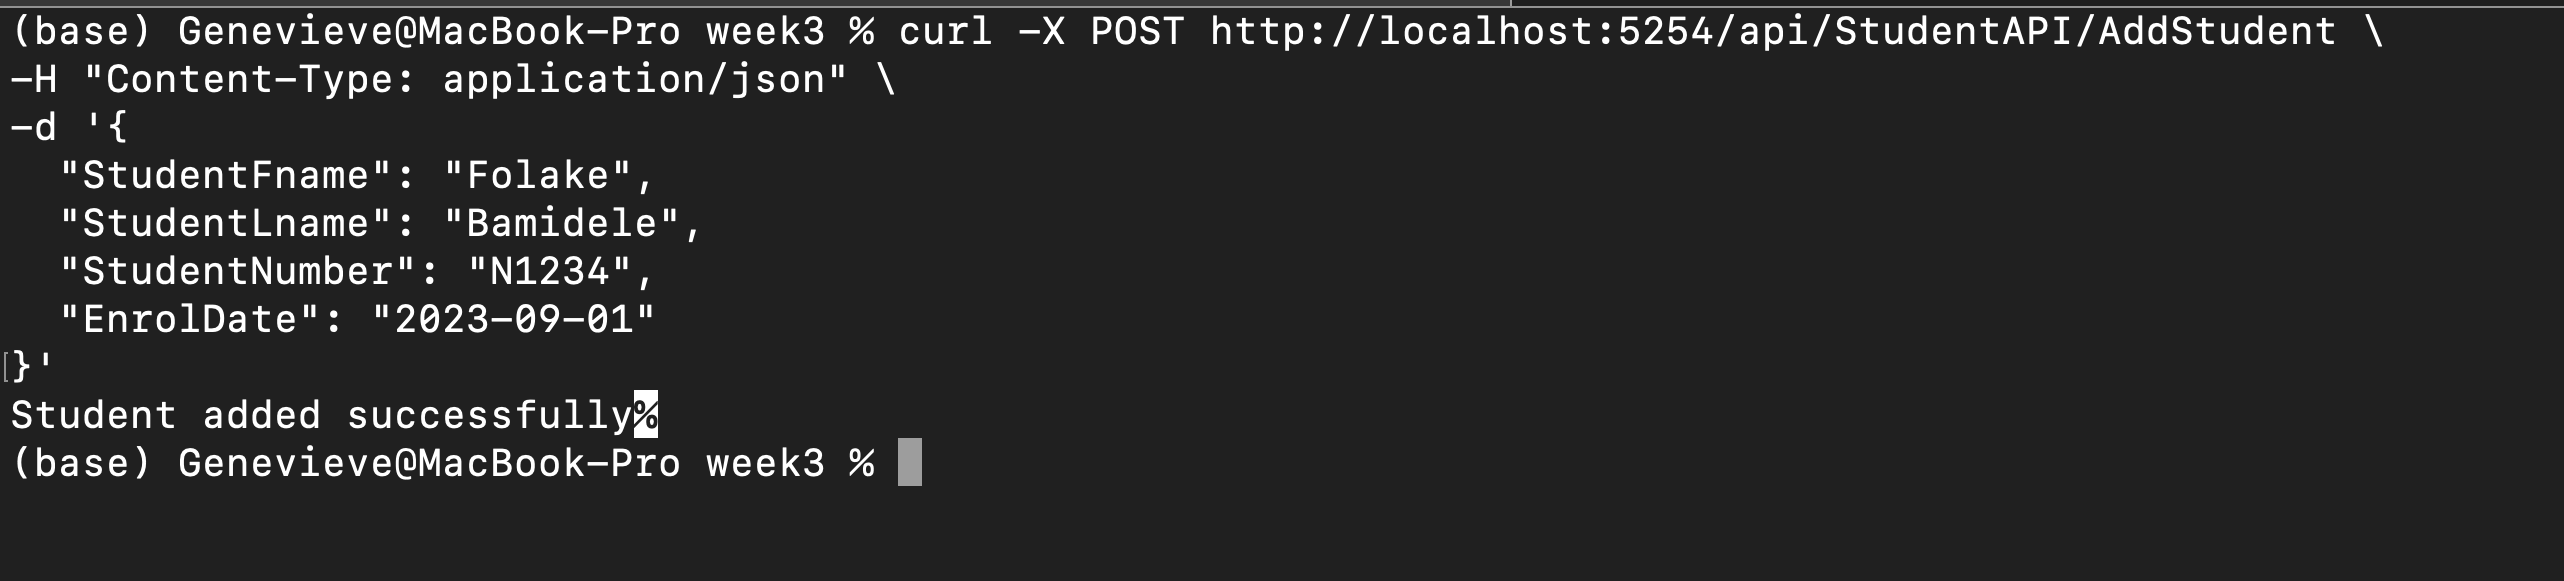 (base) Genevieve@MacBook-Pro week3 % curl -X POST http://localhost:5254/api/StudentAPI/AddStudent \
-H "Content-Type: application/json" \
-d '{
  "StudentFname": "Folake",
  "StudentLname": "Bamidele",
  "StudentNumber": "N1234",
  "EnrolDate": "2023-09-01"
}'
Student added successfully%
(base) Genevieve@MacBook-Pro week3 %